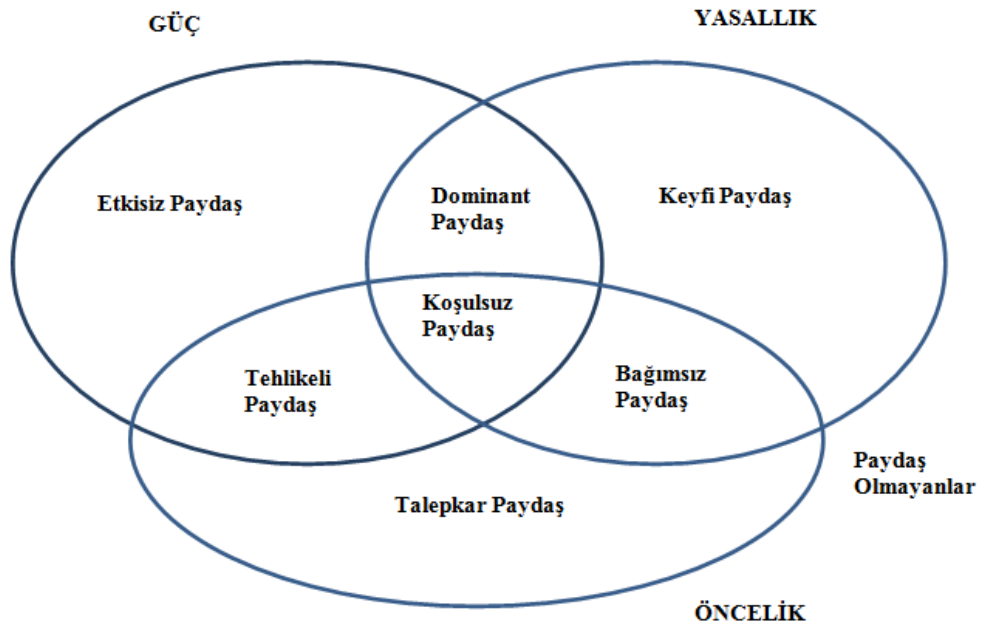 GÜÇ
YASALLIK
Etkisiz Paydaş
Dominant
Paydaş
Keyfi Paydaş
Koşulsuz
Paydaş
Tehlikeli
Paydaş
Bağımsız
Paydaş
Talepkar Paydaş
Paydaş
Olmayanlar
ÖNCELİK